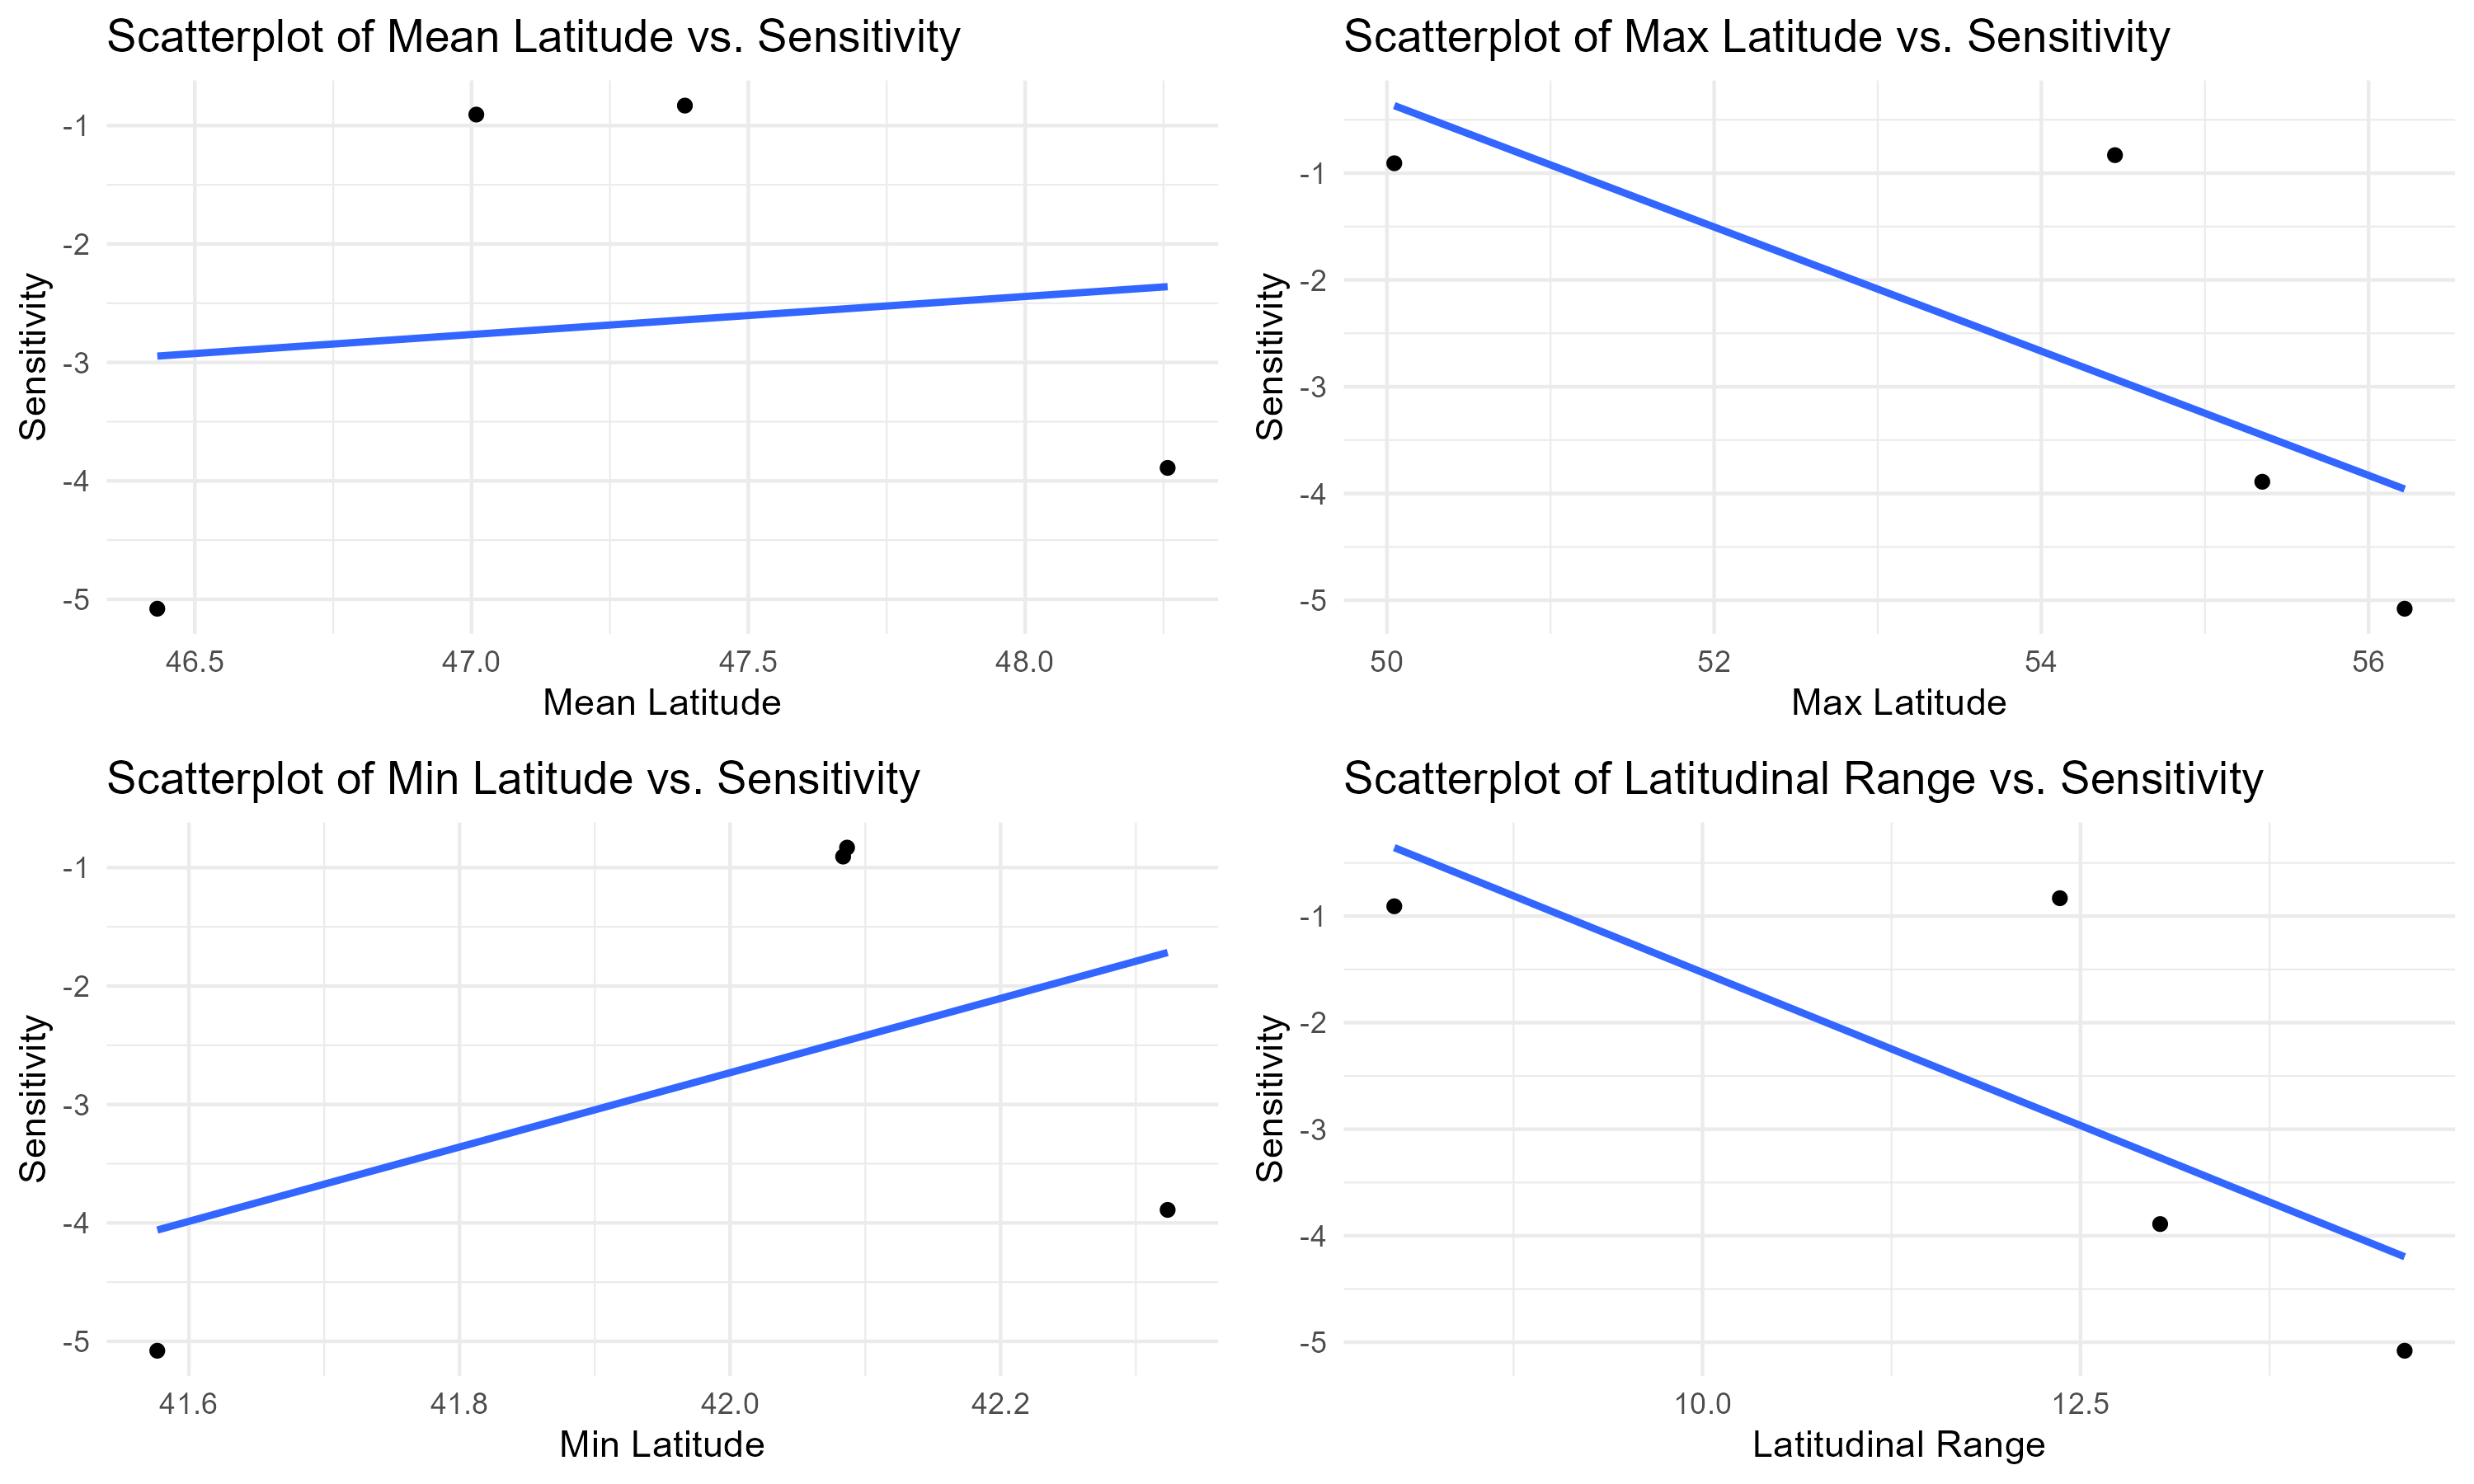 Scatterplot of Mean Latitude vs. Sensitivity
Sensitivity
-1
-2
-3
-4
-5
46.5 47.0 47.5 48.0
Mean Latitude
Scatterplot of Max Latitude vs. Sensitivity
Sensitivity
-1
-2
-3
-4
-5
50 52 54 56
Max Latitude
Scatterplot of Min Latitude vs. Sensitivity
Sensitivity
-1
-2
-3
-4
-5
41.6 41.8 42.0 42.2
Min Latitude
Scatterplot of Latitudinal Range vs. Sensitivity
Sensitivity
-1
-2
-3
-4
-5
10.0 12.5
Latitudinal Range